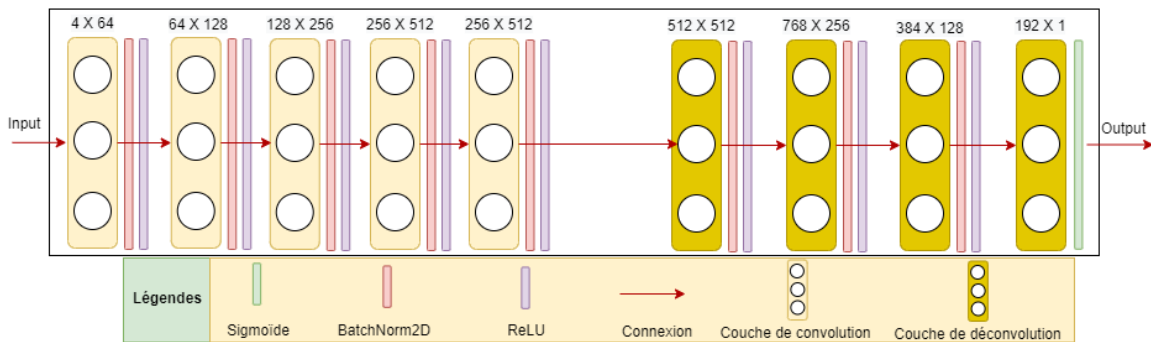 4 X 64
64 X 128
128 X 256
256 X 512
256 X 512
512 X 512
768 X 256
384 X 128
192 X 1
Input
Output
Légendes
Sigmoïde
BatchNorm2D
ReLU
Connexion
Couche de convolution
Couche de déconvolution